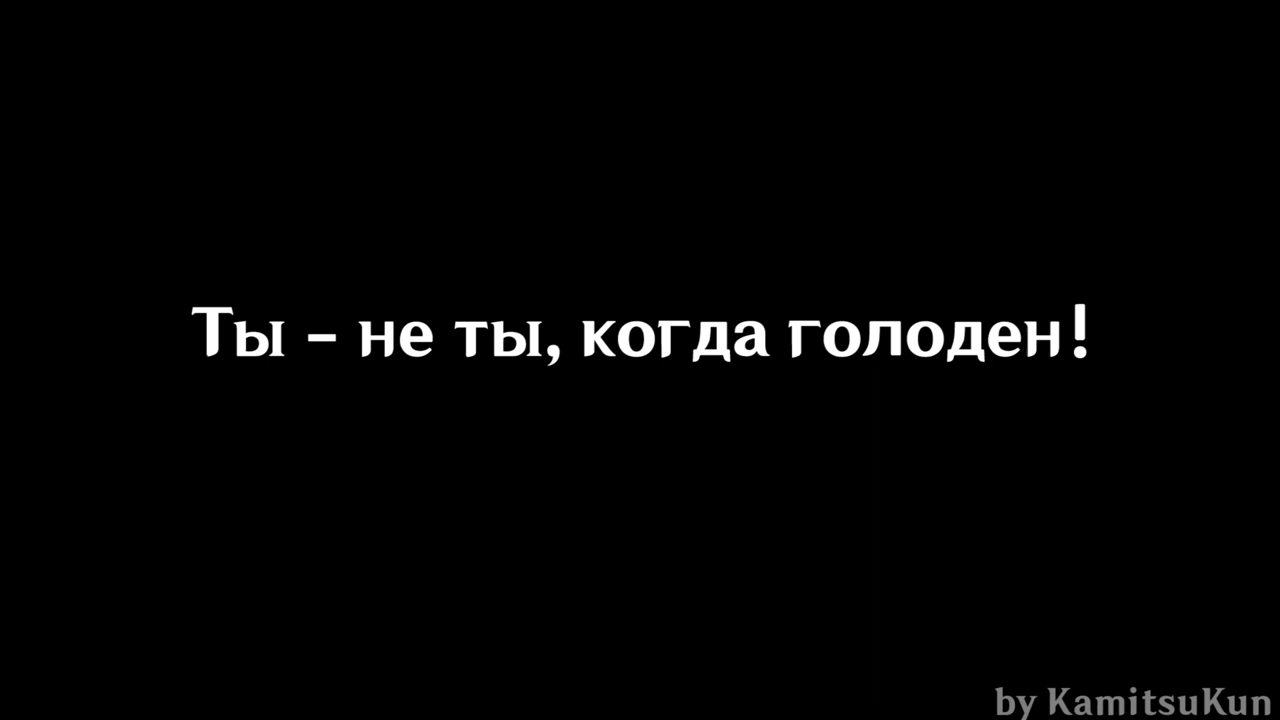 Ты – не ты, когда голоден!
by KamitsuKun